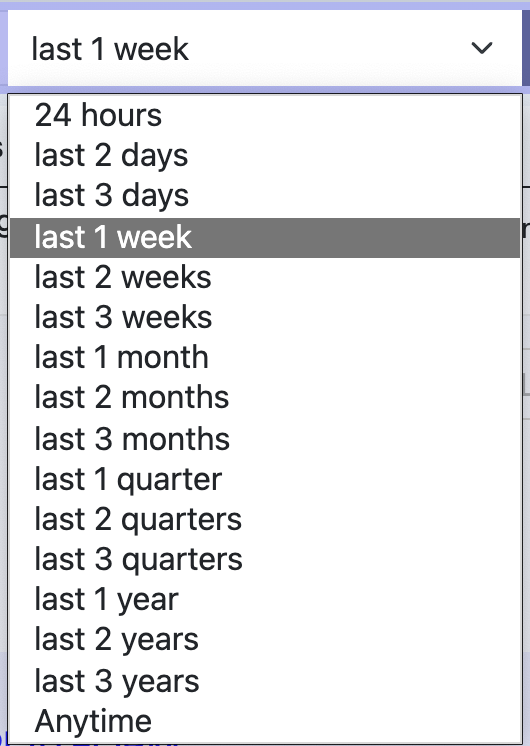 last 1 week
24 hours
last 2 days
last 3 days
last 1 week
last 2 weeks
last 3 weeks
last 1 month
last 2 months
last 3 months
last 1 quarter
last 2 quarters
last 3 quarters
last 1 year
last 2 years
last 3 years
Anytime